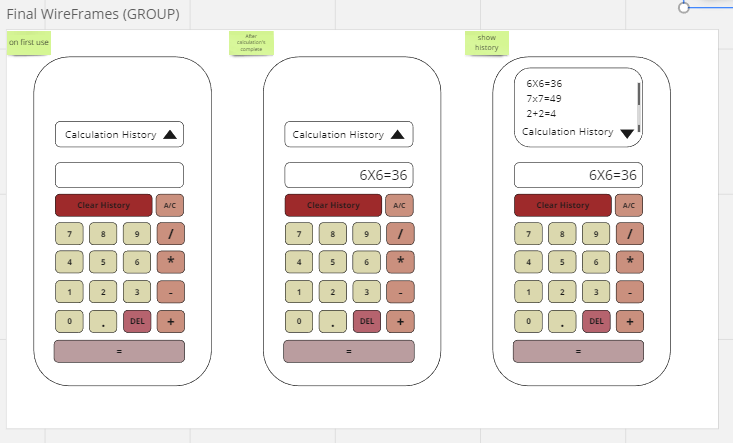 Final WireFrames (GROUP)
on first use
Calculation History
Clear History A/C
7 8 9 /
4 5 6 *
1 2 3 -
0 . DEL +
=
After
calculation's
complete
Calculation History
6X6=36
Clear History A/C
7 8 9 /
4 5 6 *
1 2 3 -
0 . DEL +
=
show
history
6X6=36
7x7=49
2+2=4
Calculation History
6X6=36
Clear History A/C
7 8 9 /
4 5 6 *
1 2 3 -
0 . DEL +
=